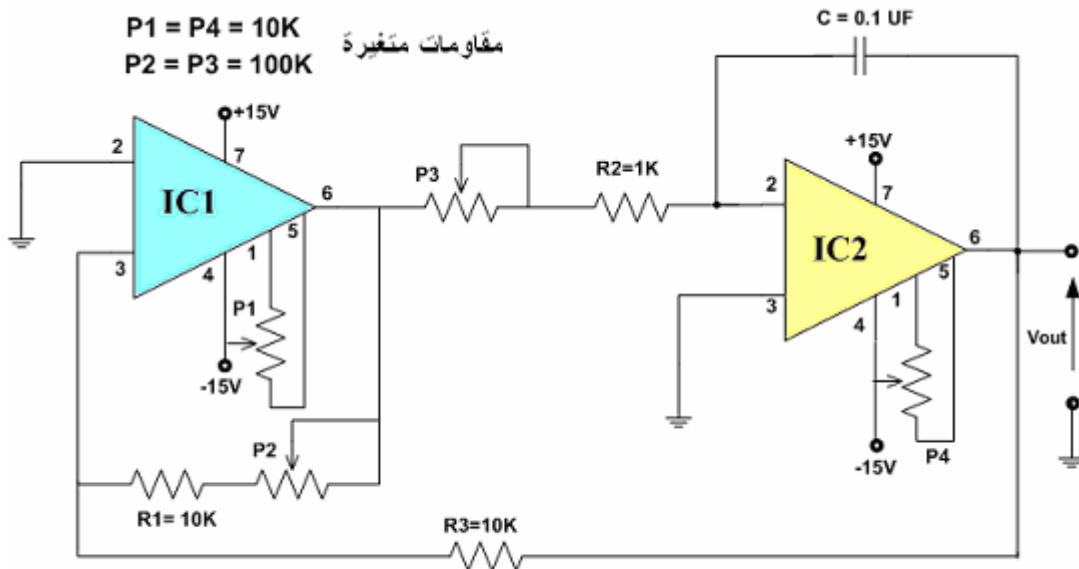 P1 = P4 = 10K
P2 = P3 = 100K
مقاومات متغيرة
C = 0.1 UF
+15V
7
2
IC1
6
3
5
1
4
P1
-15V
P3
R2=1K
+15V
7
2
IC2
6
3
5
1
4
Vout
-15V
P4
P2
R1= 10K
R3=10K